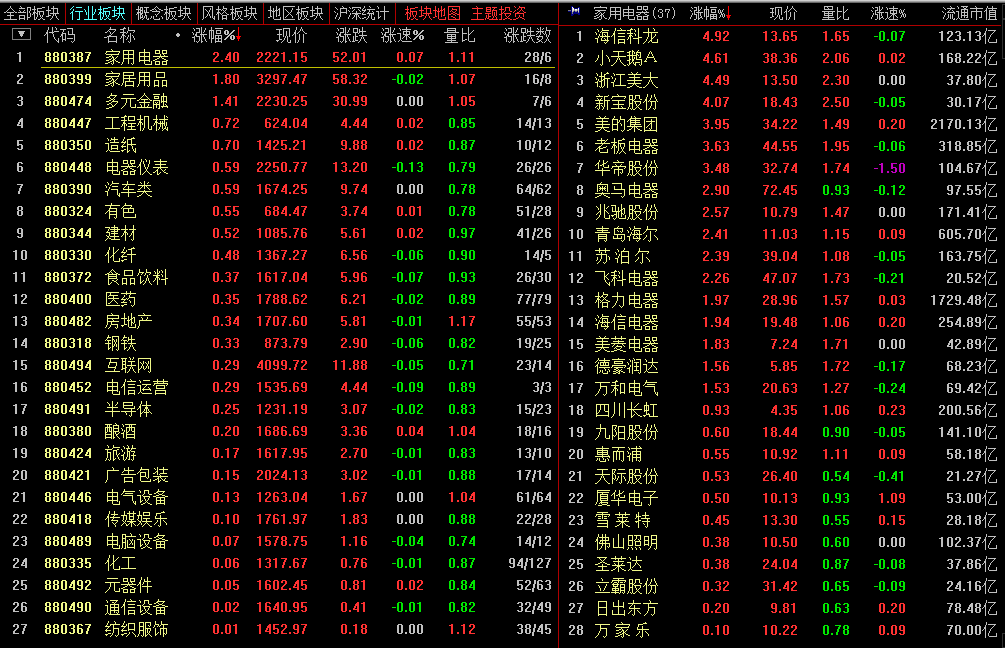 全部板块 行业板块 概念板块 风格板块 地区板块 沪深统计 板块地图 主题投资
代码 名称 • 涨幅%↓ 现价 涨跌 涨速% 量比 涨跌数
1 880387 家用电器 2.40 2221.15 52.01 0.07 1.11 28/6
2 880399 家居用品 1.80 3297.47 58.32 -0.02 1.07 16/8
3 880474 多元金融 1.41 2230.25 30.99 0.00 1.05 7/6
4 880447 工程机械 0.72 624.04 4.44 0.02 0.85 14/13
5 880350 造纸 0.70 1425.21 9.88 0.02 0.87 10/12
6 880448 电器仪表 0.59 2250.77 13.20 -0.13 0.79 26/26
7 880390 汽车类 0.59 1674.25 9.74 0.00 0.78 64/62
8 880324 有色 0.55 684.47 3.74 0.01 0.78 51/28
9 880344 建材 0.52 1085.76 5.61 0.02 0.97 41/26
10 880330 化纤 0.48 1367.27 6.56 -0.06 0.90 14/5
11 880372 食品饮料 0.37 1617.04 5.96 -0.07 0.93 26/30
12 880400 医药 0.35 1788.62 6.21 -0.02 0.89 77/79
13 880482 房地产 0.34 1707.60 5.81 -0.01 1.17 55/53
14 880318 钢铁 0.33 873.79 2.90 -0.06 0.82 19/25
15 880494 互联网 0.29 4099.72 11.88 -0.05 0.71 23/14
16 880452 电信运营 0.29 1535.69 4.44 -0.09 0.89 3/3
17 880491 半导体 0.25 1231.19 3.07 -0.02 0.83 15/23
18 880380 酿酒 0.20 1686.69 3.36 0.04 1.04 18/16
19 880424 旅游 0.17 1617.95 2.70 -0.01 0.83 13/10
20 880421 广告包装 0.15 2024.13 3.02 -0.01 0.88 17/14
21 880446 电气设备 0.13 1263.04 1.67 0.00 1.04 61/64
22 880418 传媒娱乐 0.10 1761.97 1.83 0.00 0.88 22/28
23 880489 电脑设备 0.07 1578.75 1.16 -0.04 0.74 14/12
24 880335 化工 0.06 1317.67 0.76 -0.01 0.87 94/127
25 880492 元器件 0.05 1602.45 0.81 0.02 0.84 52/63
26 880490 通信设备 0.02 1640.95 0.41 -0.01 0.82 32/49
27 880367 纺织服饰 0.01 1452.97 0.18 0.00 1.12 38/45
家用电器(37) 涨幅%↓ 现价 量比 涨速% 流通市值
1 海信科龙 4.92 13.65 1.65 -0.07 123.13亿
2 小天鹅A 4.61 38.36 2.06 0.02 168.22亿
3 浙江美大 4.49 13.50 2.30 0.00 37.80亿
4 新宝股份 4.07 18.43 2.50 -0.05 30.17亿
5 美的集团 3.95 34.22 1.49 0.20 2170.13亿
6 老板电器 3.63 44.55 1.95 -0.06 318.85亿
7 华帝股份 3.48 32.74 1.74 -1.50 104.67亿
8 奥马电器 2.90 72.45 0.93 -0.12 97.55亿
9 兆驰股份 2.57 10.79 1.47 0.00 171.41亿
10 青岛海尔 2.41 11.03 1.15 0.09 605.70亿
11 苏泊尔 2.39 39.04 1.08 -0.05 163.75亿
12 飞科电器 2.26 47.07 1.73 -0.21 20.52亿
13 格力电器 1.97 28.96 1.57 0.03 1729.48亿
14 海信电器 1.94 19.48 1.06 0.20 254.89亿
15 美菱电器 1.83 7.24 1.71 0.00 42.89亿
16 德豪润达 1.56 5.85 1.72 -0.17 68.23亿
17 万和电气 1.53 20.63 1.27 -0.24 69.42亿
18 四川长虹 0.93 4.35 1.06 0.23 200.56亿
19 九阳股份 0.60 18.44 0.90 -0.05 141.10亿
20 惠而浦 0.55 10.92 1.11 0.09 58.18亿
21 天际股份 0.53 26.40 0.54 -0.41 21.27亿
22 厦华电子 0.50 10.13 0.93 1.09 53.00亿
23 雪莱特 0.45 13.30 0.55 0.15 28.18亿
24 佛山照明 0.38 10.50 0.60 0.00 102.37亿
25 圣莱达 0.38 24.04 0.87 -0.08 37.86亿
26 立霸股份 0.32 31.42 0.65 -0.09 24.16亿
27 日出东方 0.20 9.81 0.63 0.20 78.48亿
28 万家乐 0.10 10.22 0.78 0.09 70.00亿